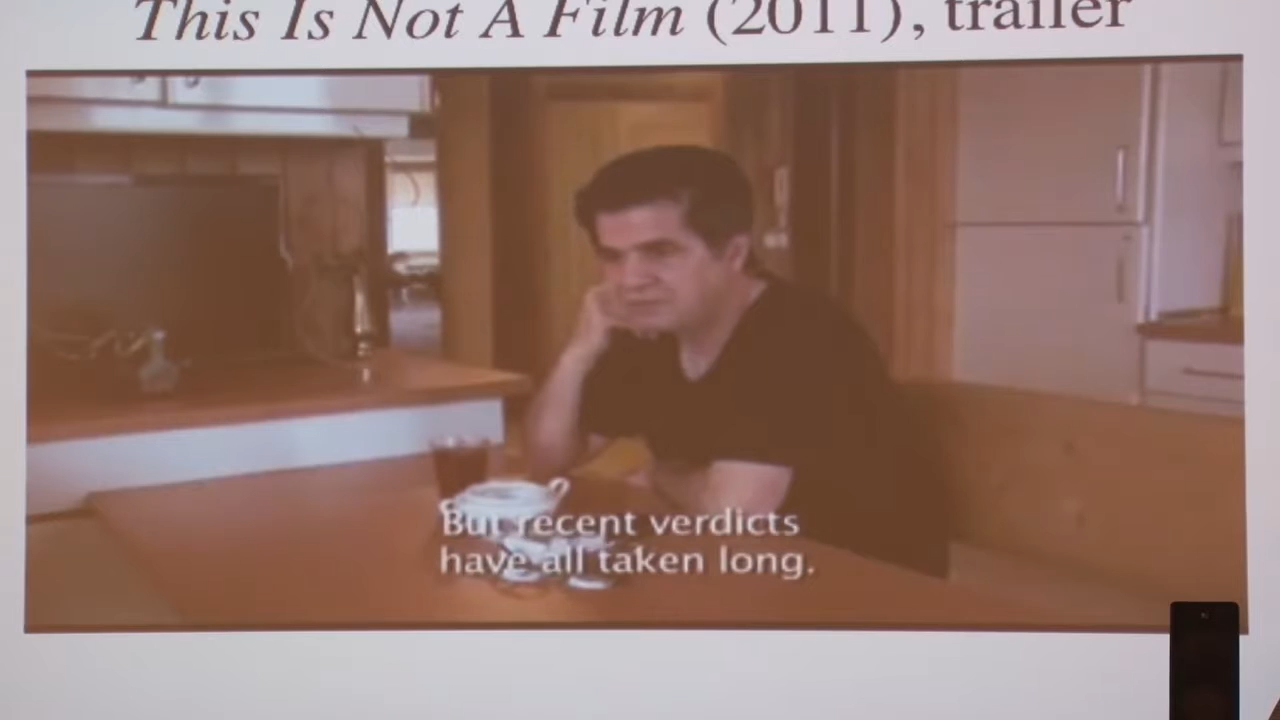 This Is Not A Film (2011), trailer
But recent verdicts
have all taken long.